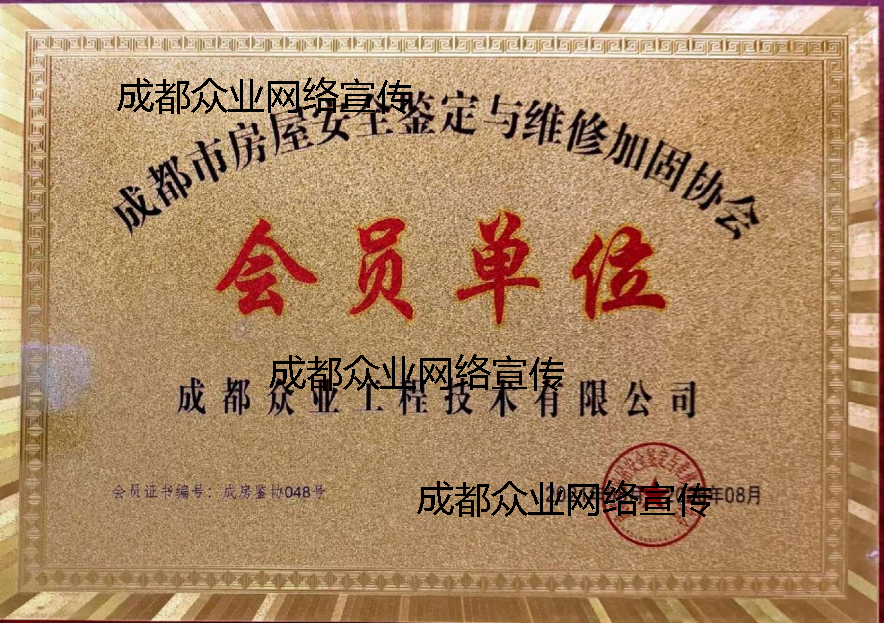 成都众业网络宣传
成都市房屋安全鉴定与维修加固协会
会员单位
成都众业网络宣传
成都众业工程技术有限公司
会员证书编号：成房鉴协048号
年08月
成都众业网络宣传